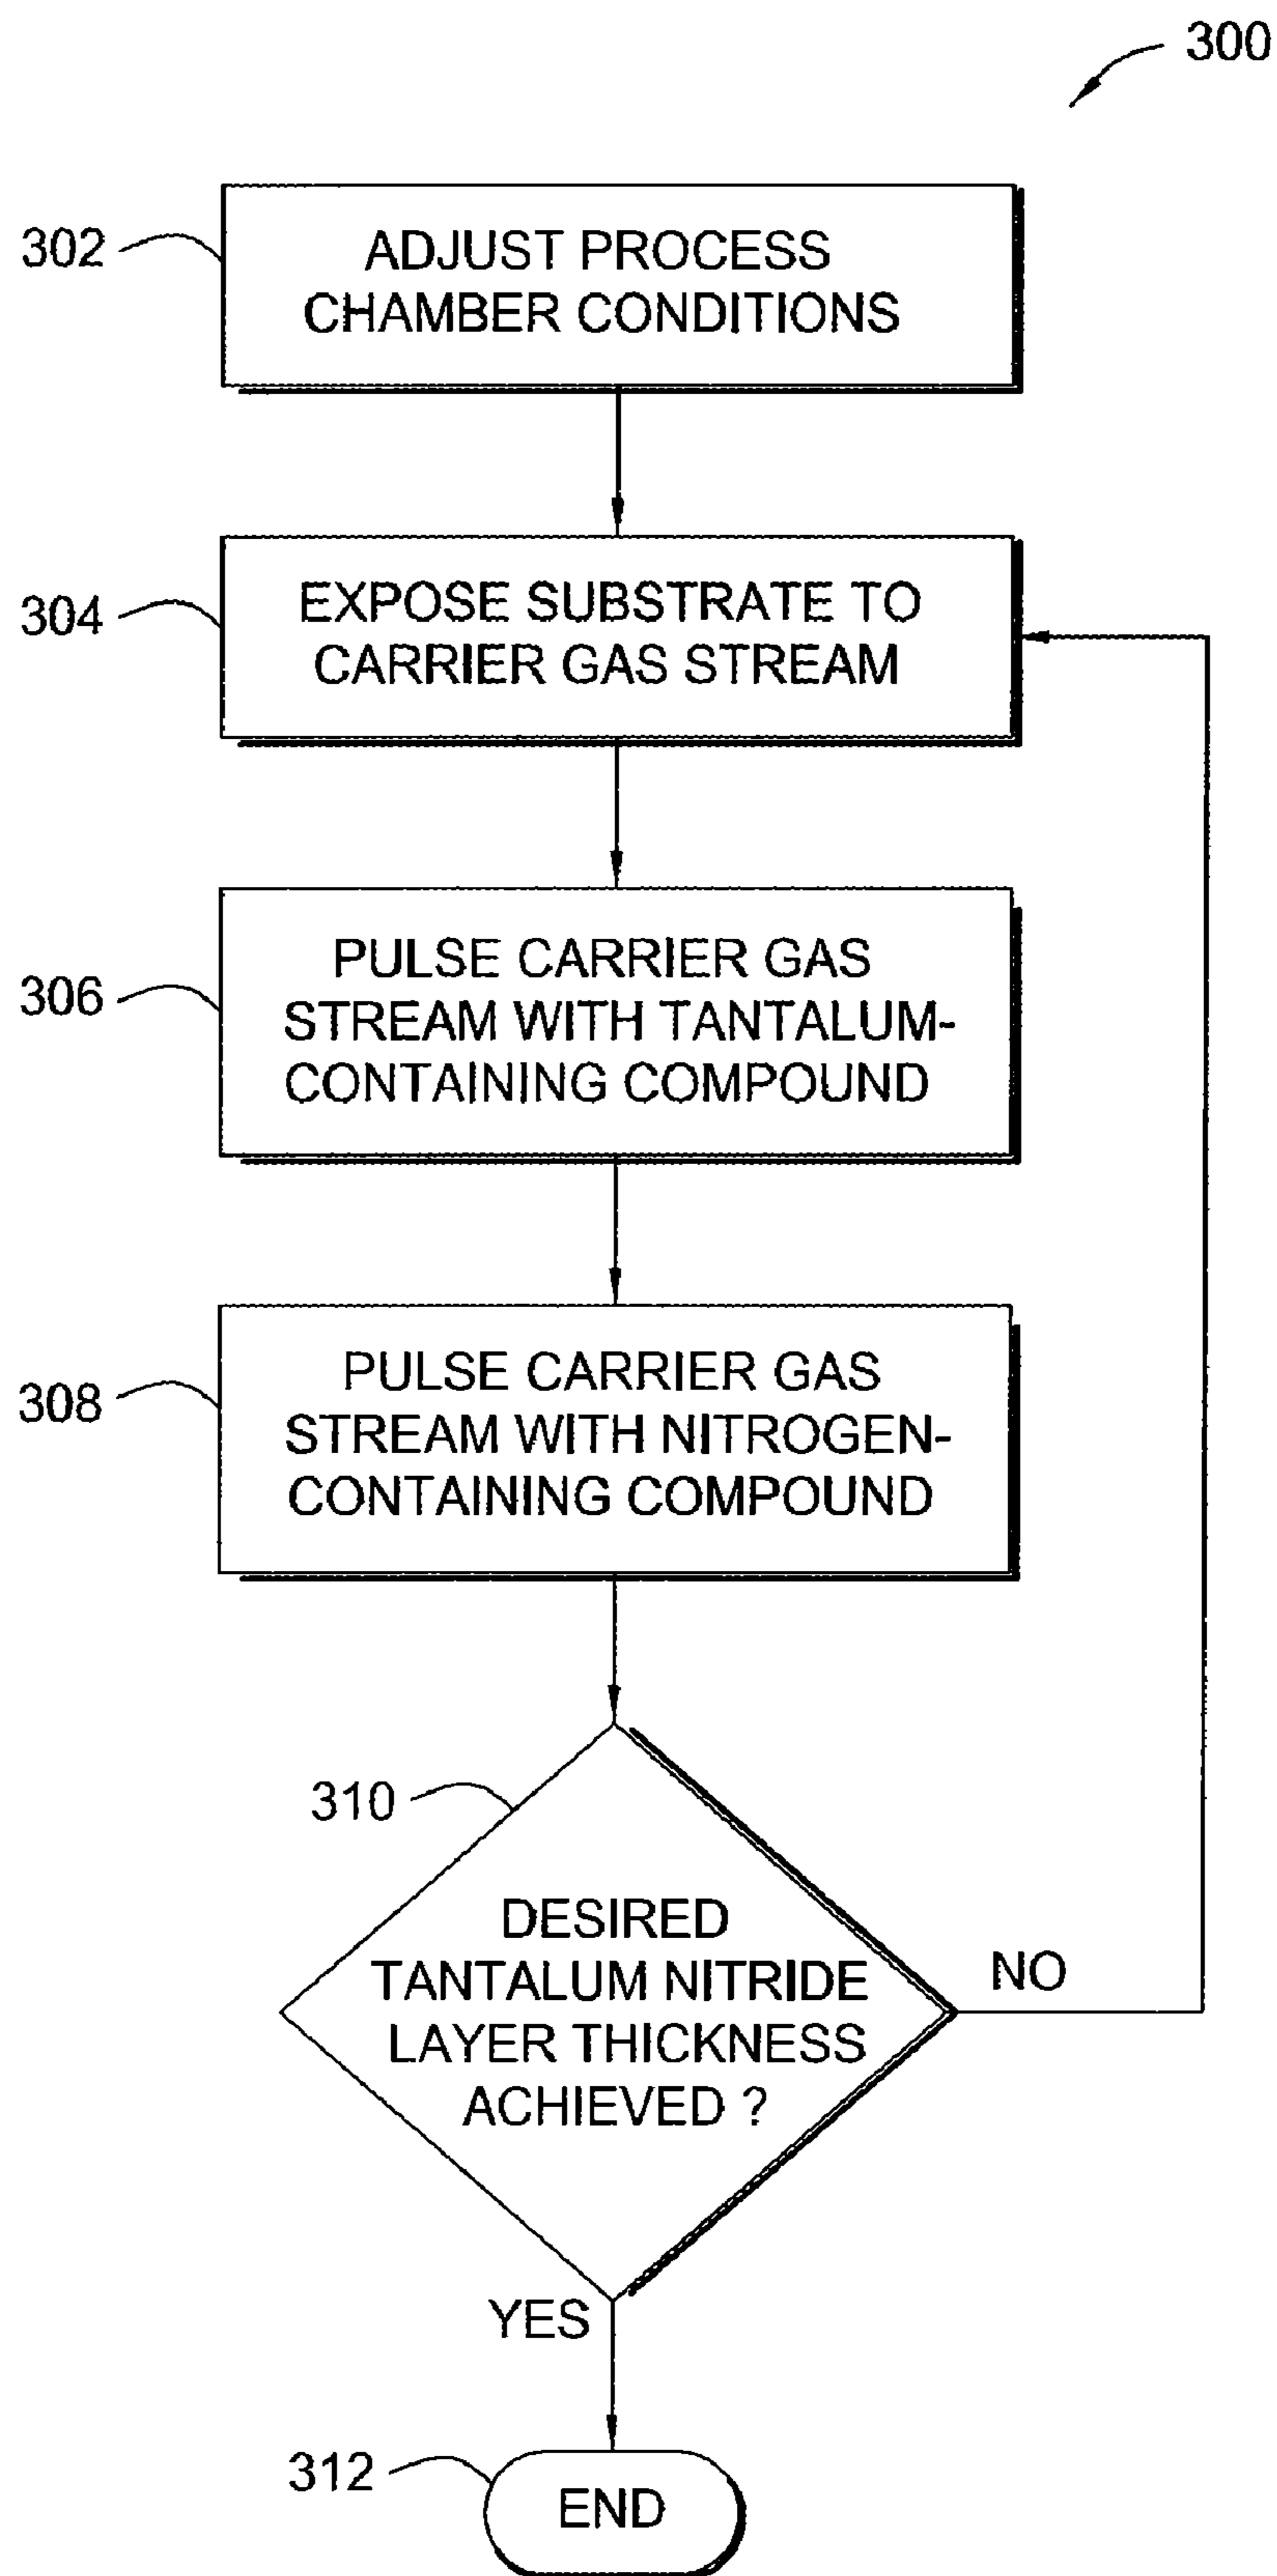 300
302
ADJUST PROCESS
CHAMBER CONDITIONS
304
EXPOSE SUBSTRATE TO
CARRIER GAS STREAM
306
PULSE CARRIER GAS
STREAM WITH TANTALUM-
CONTAINING COMPOUND
308
PULSE CARRIER GAS
STREAM WITH NITROGEN-
CONTAINING COMPOUND
310
DESIRED
TANTALUM NITRIDE
LAYER THICKNESS
ACHIEVED ?
NO
YES
312
END